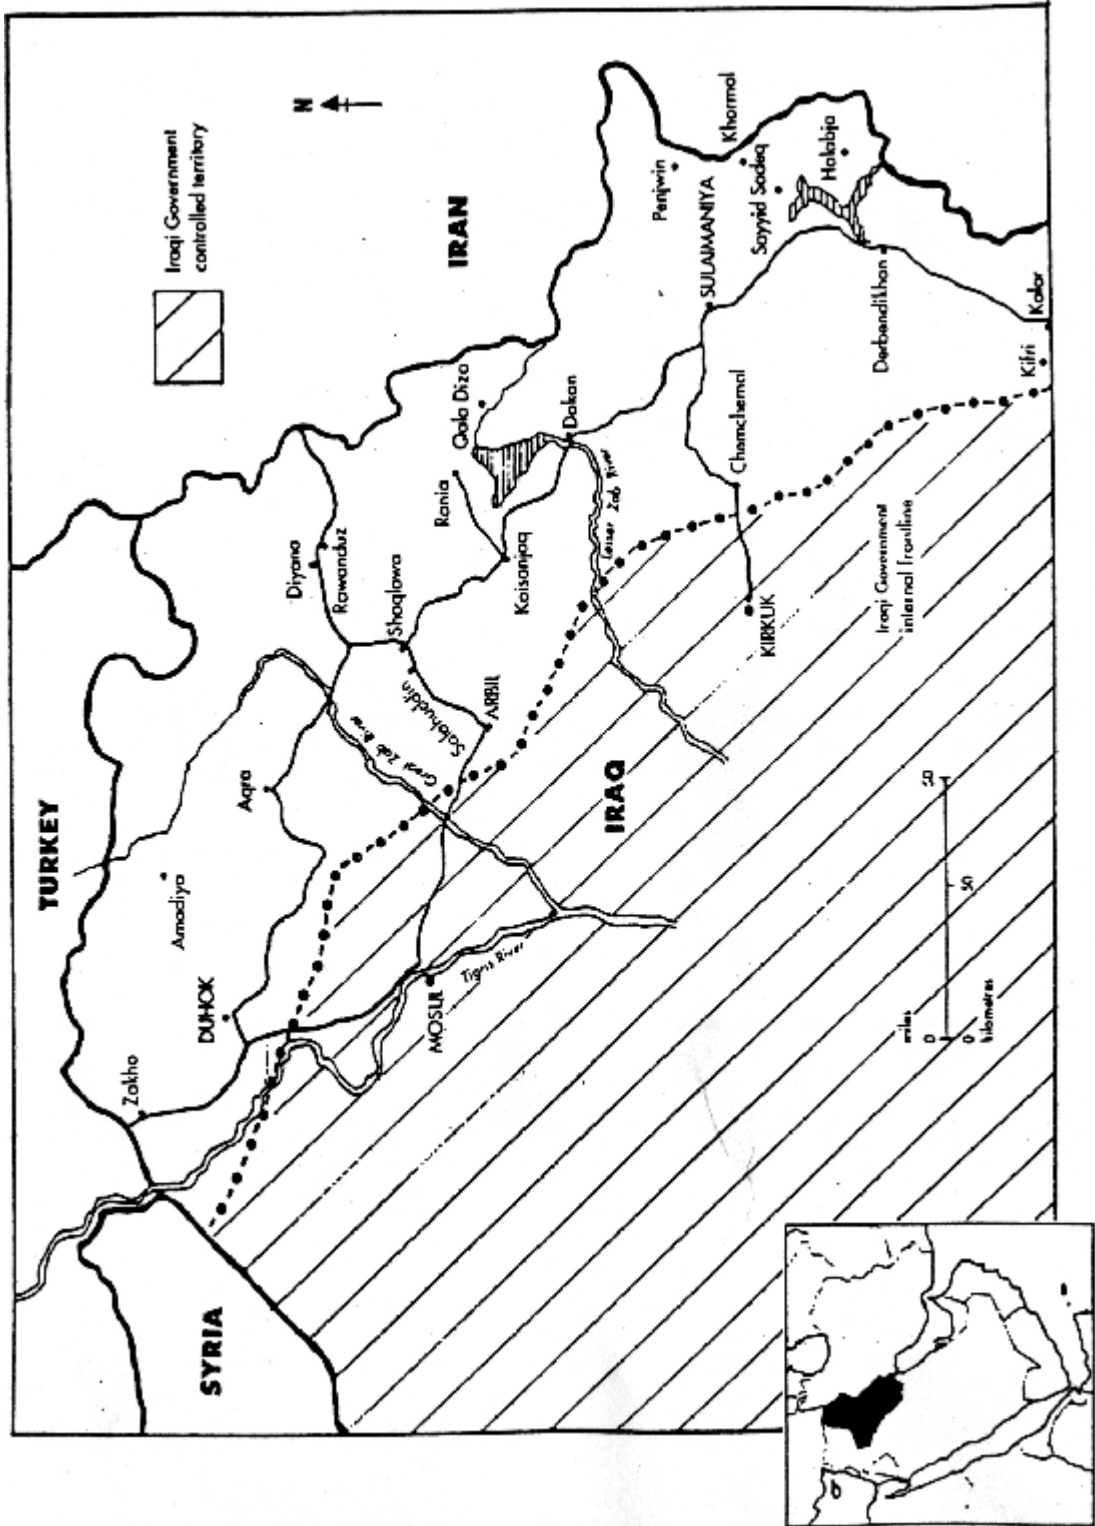 TURKEY
Zakho
Iraqi Government
controlled territory
Amadiya
DUHOK
SYRIA
Aqra
Diyana
N
Rawanduz
Great Zab River
Shaqlawa
Salahuddin
MOSUL
Rania
IRAN
Qala Diza
Tigris River
ARBIL
Koisanjaq
Dakan
Lesser Zab River
IRAQ
Penjwin
SULAIMANIYA
Khormal
Chamchemal
Sayyid Sadeq
KIRKUK
Halabja
Derbendikhan
Iraqi Government
internal frontline
miles
0 50
0 50
kilometres
Kifri
Kalar